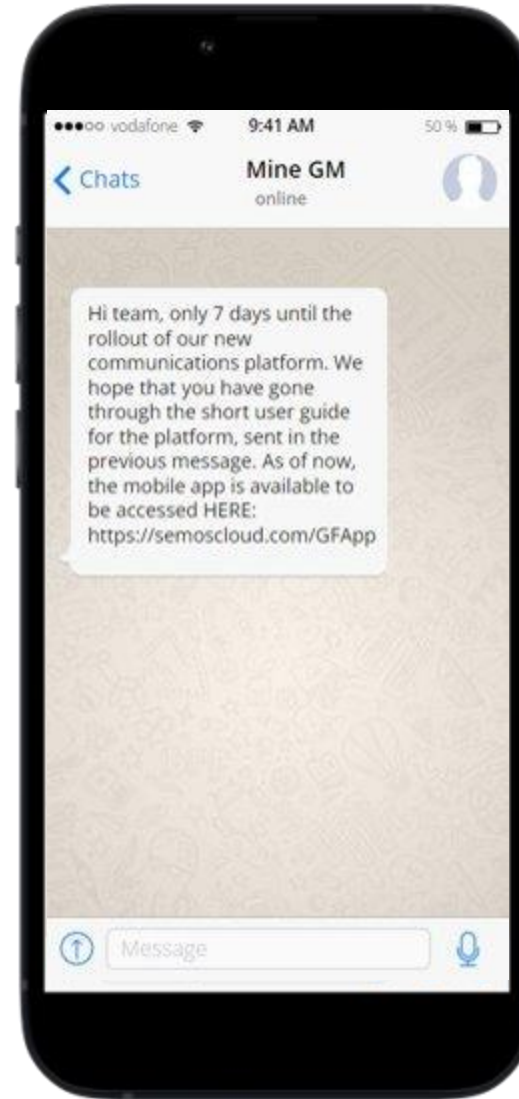 vodafone 9:41 AM 50 %
Chats Mine GM
online
Hi team, only 7 days until the
rollout of our new
communications platform. We
hope that you have gone
through the short user guide
for the platform, sent in the
previous message. As of now,
the mobile app is available to
be accessed HERE:
https://semoscloud.com/GFApp
Message